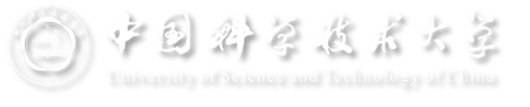 中国科学技术大学
University of Science and Technology of China